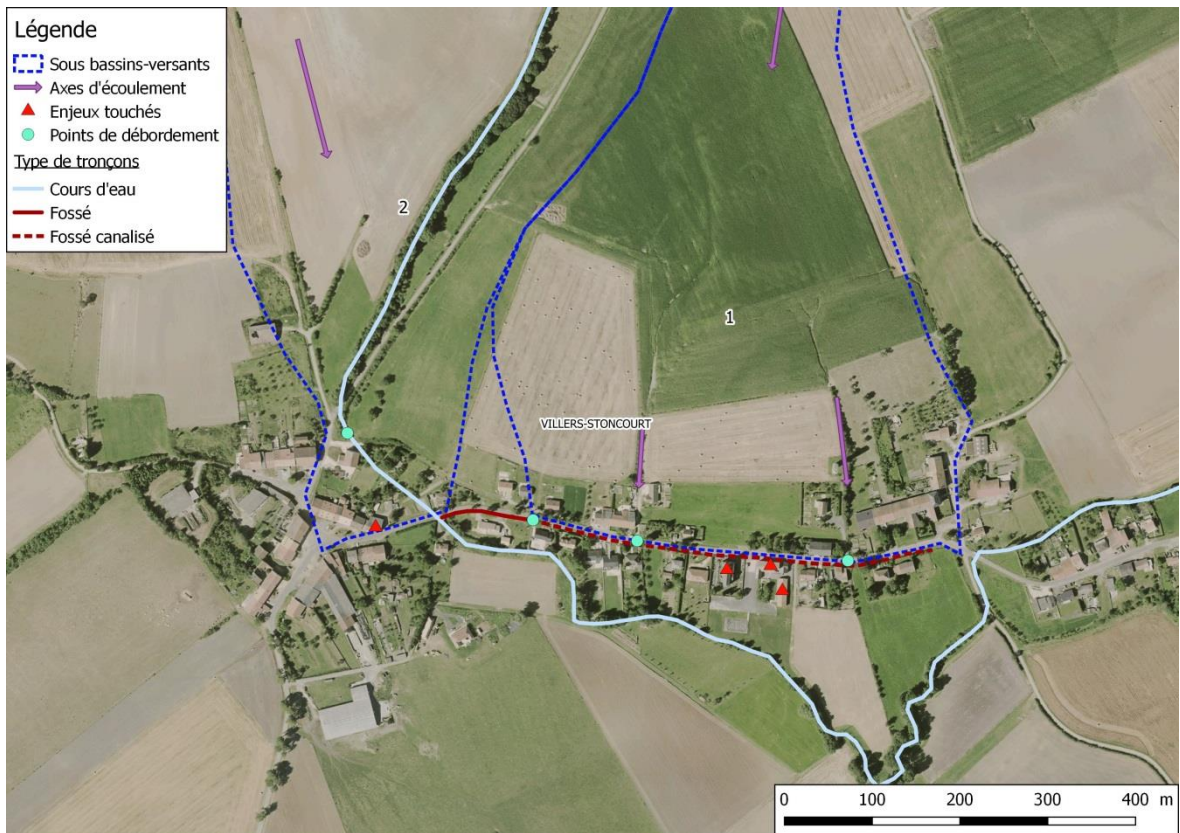 Légende
Sous bassins-versants
Axes d'écoulement
Enjeux touchés
Points de débordement
Type de tronçons
Cours d'eau
Fossé
Fossé canalisé
2
1
VILLERS-STONCOURT
0 100 200 300 400 m